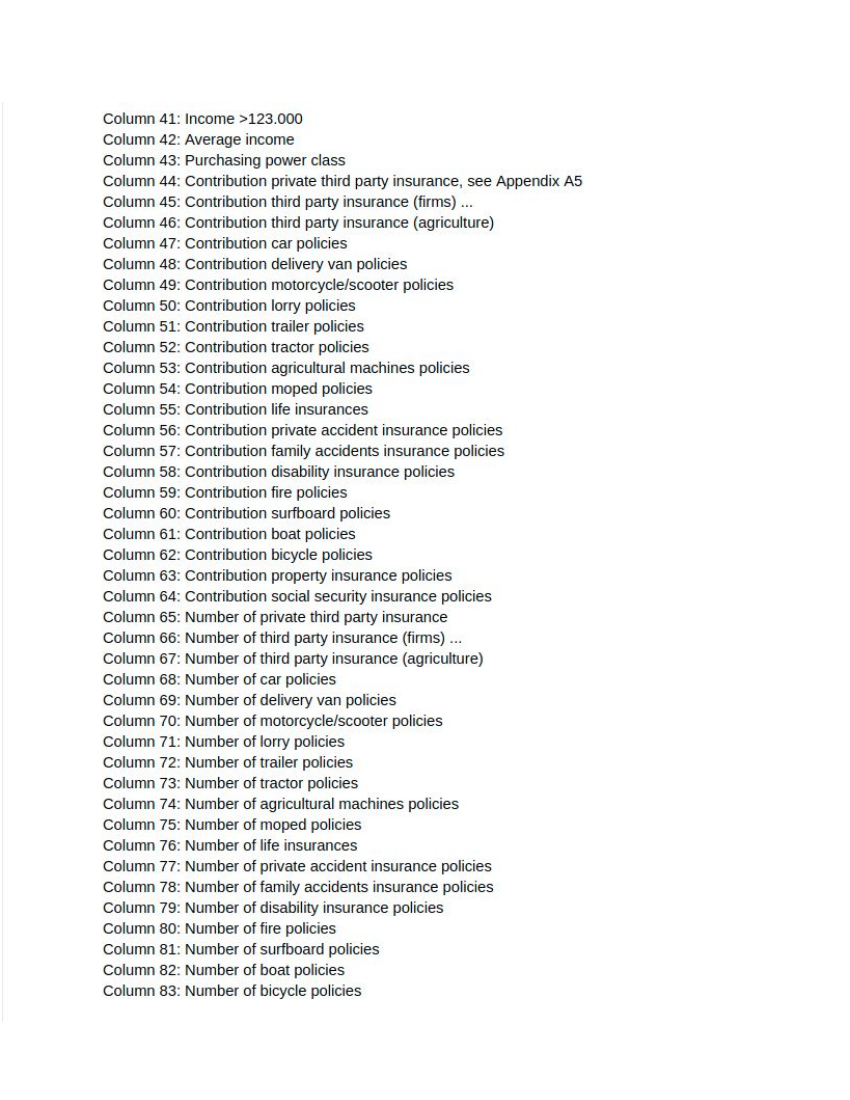 Column 41: Income >123.000
Column 42: Average income
Column 43: Purchasing power class
Column 44: Contribution private third party insurance, see Appendix A5
Column 45: Contribution third party insurance (firms) ...
Column 46: Contribution third party insurance (agriculture)
Column 47: Contribution car policies
Column 48: Contribution delivery van policies
Column 49: Contribution motorcycle/scooter policies
Column 50: Contribution lorry policies
Column 51: Contribution trailer policies
Column 52: Contribution tractor policies
Column 53: Contribution agricultural machines policies
Column 54: Contribution moped policies
Column 55: Contribution life insurances
Column 56: Contribution private accident insurance policies
Column 57: Contribution family accidents insurance policies
Column 58: Contribution disability insurance policies
Column 59: Contribution fire policies
Column 60: Contribution surfboard policies
Column 61: Contribution boat policies
Column 62: Contribution bicycle policies
Column 63: Contribution property insurance policies
Column 64: Contribution social security insurance policies
Column 65: Number of private third party insurance
Column 66: Number of third party insurance (firms) ...
Column 67: Number of third party insurance (agriculture)
Column 68: Number of car policies
Column 69: Number of delivery van policies
Column 70: Number of motorcycle/scooter policies
Column 71: Number of lorry policies
Column 72: Number of trailer policies
Column 73: Number of tractor policies
Column 74: Number of agricultural machines policies
Column 75: Number of moped policies
Column 76: Number of life insurances
Column 77: Number of private accident insurance policies
Column 78: Number of family accidents insurance policies
Column 79: Number of disability insurance policies
Column 80: Number of fire policies
Column 81: Number of surfboard policies
Column 82: Number of boat policies
Column 83: Number of bicycle policies